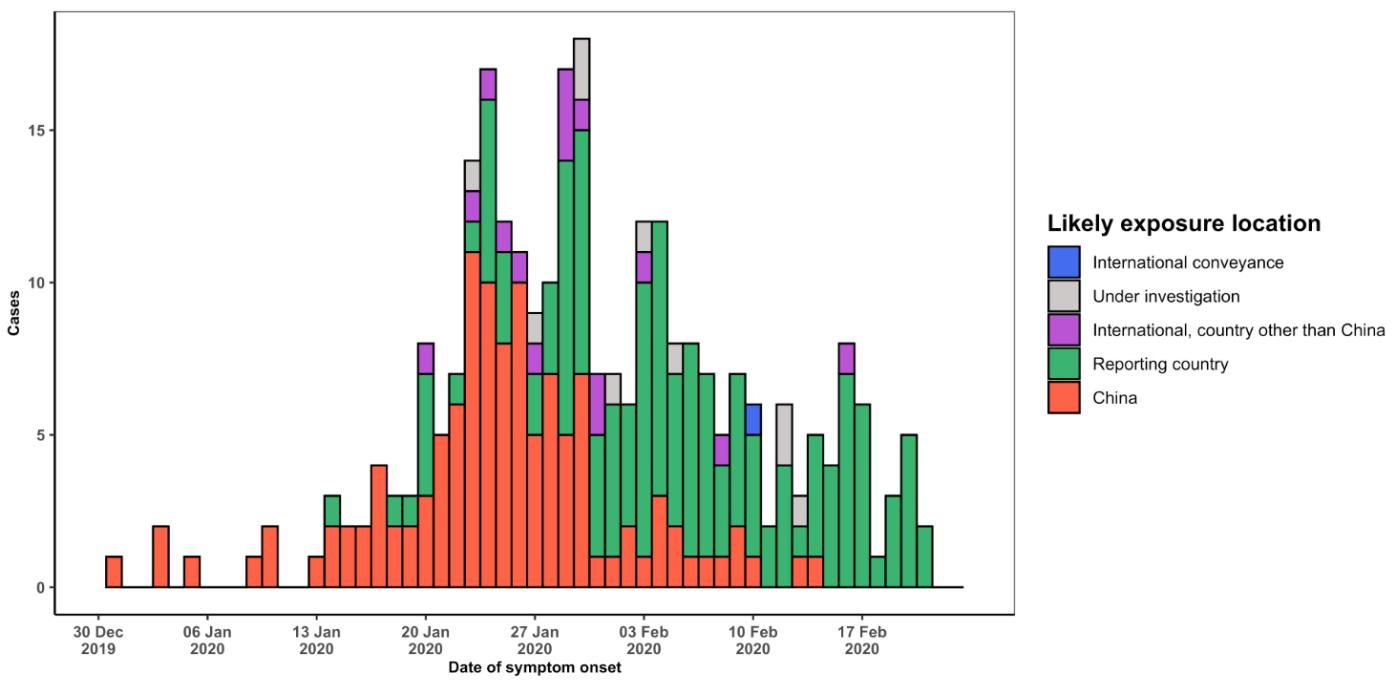 Cases
15
10
5
0
30 Dec
2019
06 Jan
2020
13 Jan
2020
20 Jan
2020
27 Jan
2020
03 Feb
2020
10 Feb
2020
17 Feb
2020
Date of symptom onset
Likely exposure location
International conveyance
Under investigation
International, country other than China
Reporting country
China